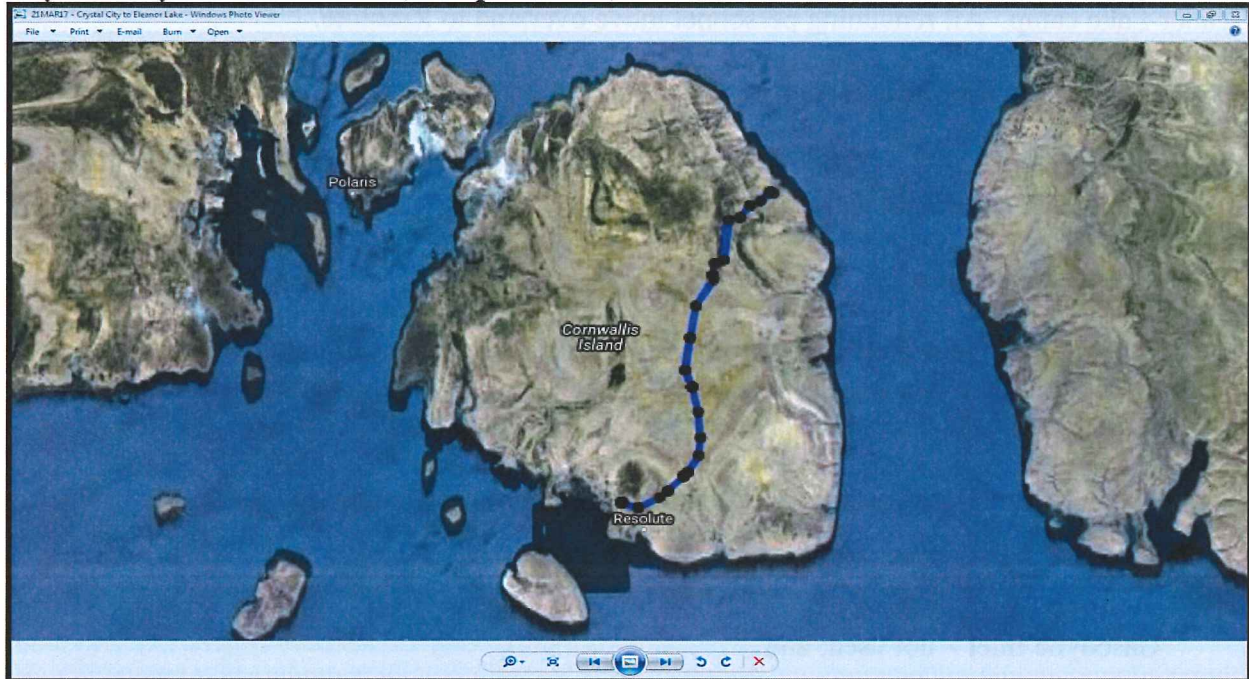 21MAR17 - Crystal City to Eleanor Lake - Windows Photo Viewer
File Print E-mail Burn Open
Polaris
Cornwallis
Island
Resolute